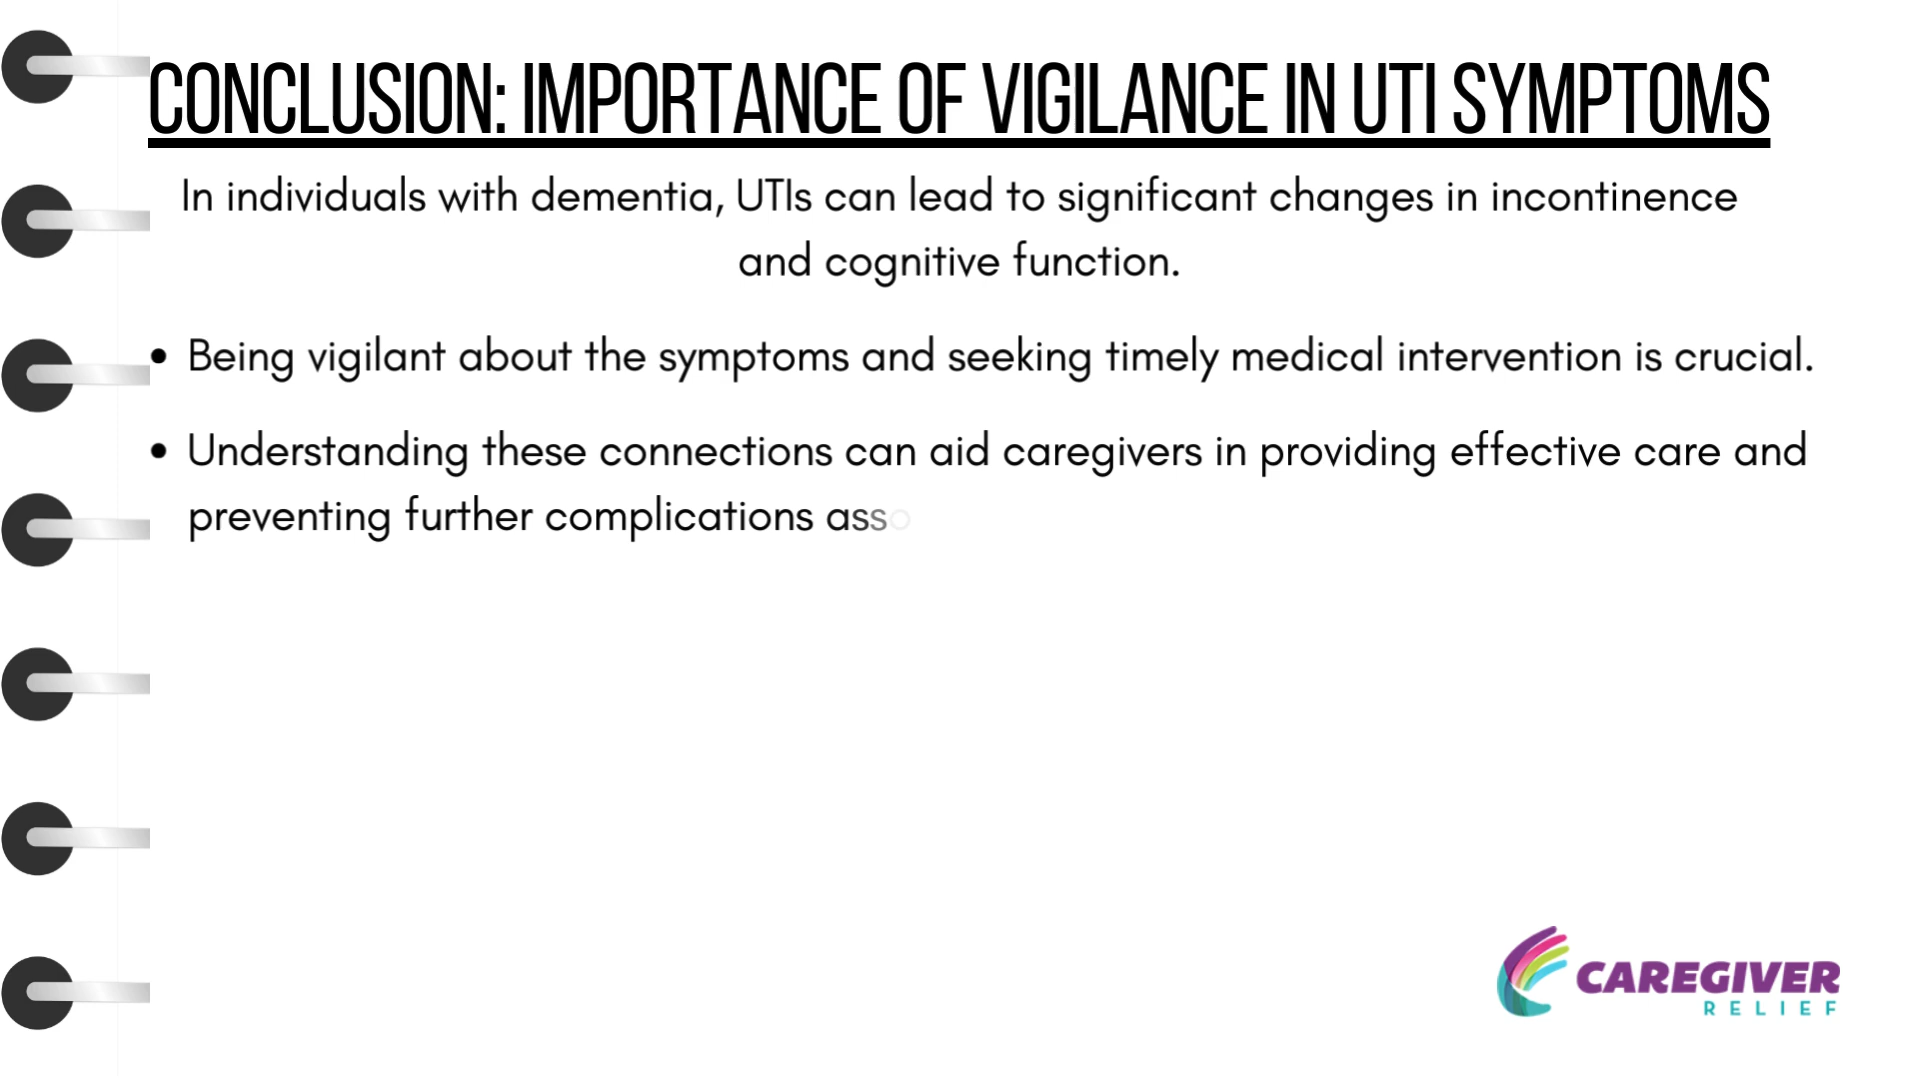 CONCLUSION: IMPORTANCE OF VIGILANCE IN UTI SYMPTOMS
In individuals with dementia, UTIs can lead to significant changes in incontinence
and cognitive function.
• Being vigilant about the symptoms and seeking timely medical intervention is crucial.
• Understanding these connections can aid caregivers in providing effective care and
preventing further complications asso
CAREGIVER
RELIEF